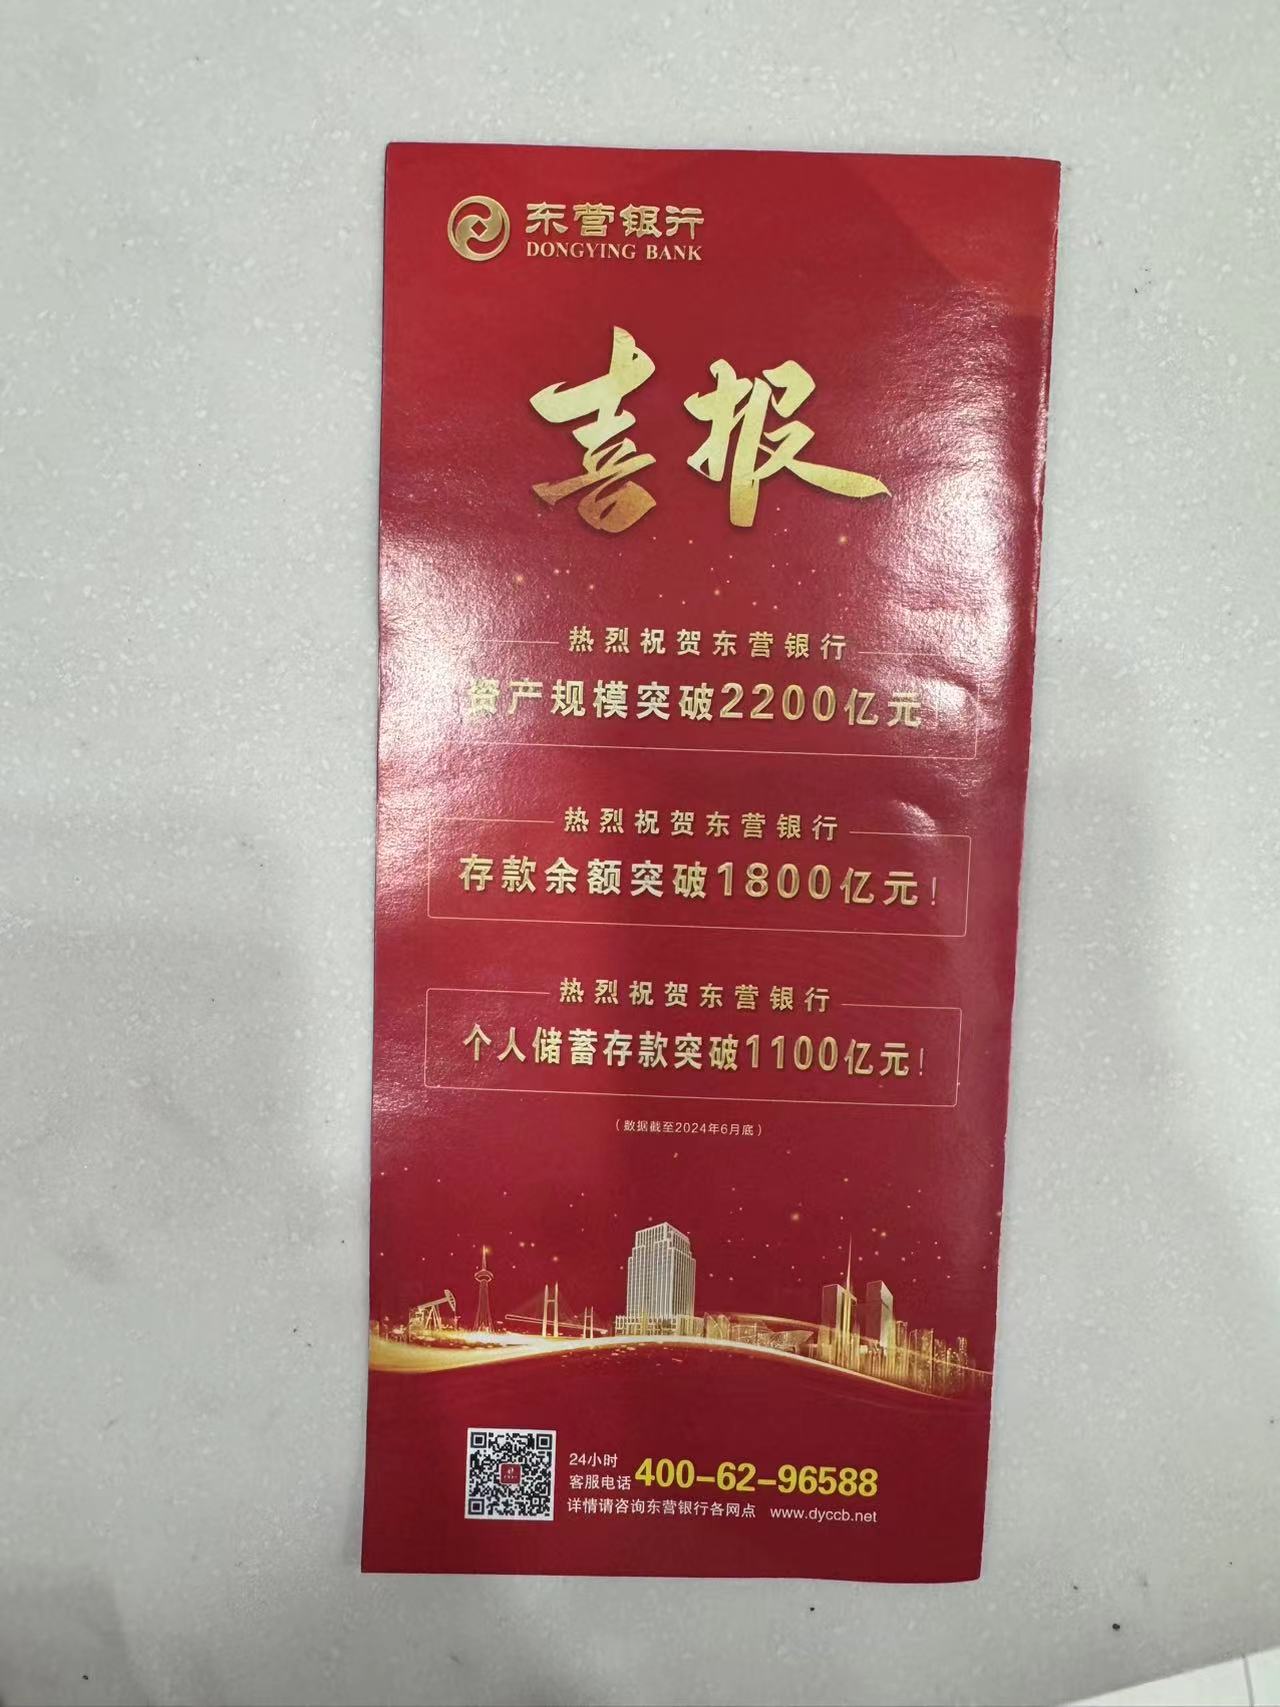 东营银行
DONGYING BANK
喜报
热烈祝贺东营银行
资产规模突破2200亿元!
热烈祝贺东营银行
存款余额突破1800亿元!
热烈祝贺东营银行
个人储蓄存款突破1100亿元!
(数据截至2024年6月底)
24小时
客服电话 400-62-96588
详情请咨询东营银行各网点 www.dyccb.net